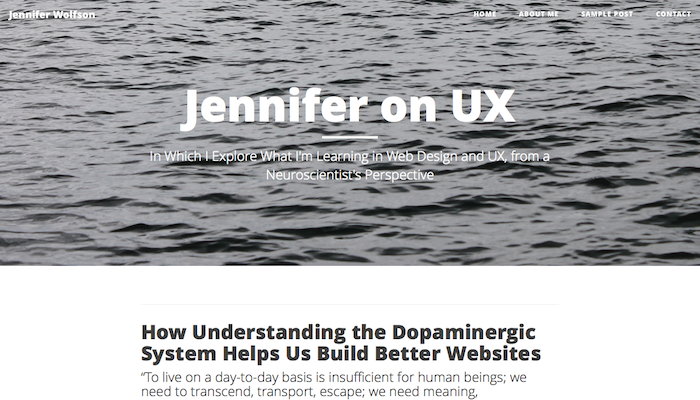 Jennifer Wolfson
HOME ABOUT ME SAMPLE POST CONTACT
Jennifer on UX
In Which I Explore What I'm Learning in Web Design and UX, from a
Neuroscientist's Perspective
How Understanding the Dopaminergic
System Helps Us Build Better Websites
“To live on a day-to-day basis is insufficient for human beings; we
need to transcend, transport, escape; we need meaning,